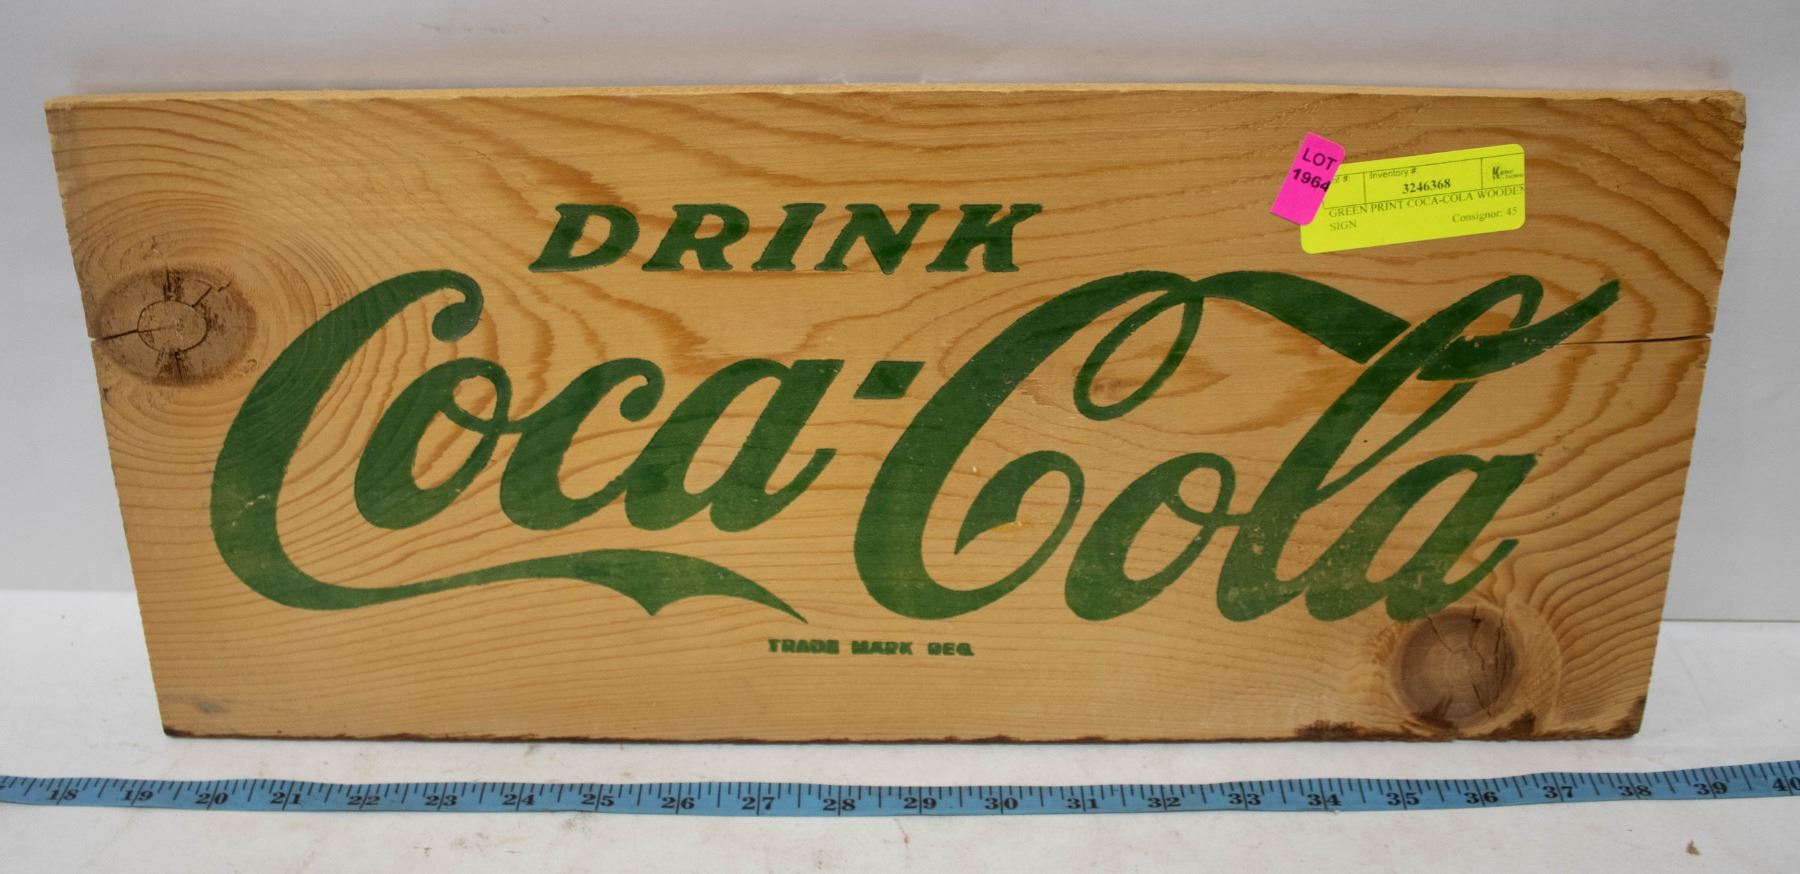 DRINK
Coca-Cola
TRADE MARK REG.
LOT
1964
Inventory #
3246368
GREEN PRINT COCA-COLA WOODEN
SIGN Consignor: 45
18 19 20 21 22 23 24 25 26 27 28 29 30 31 32 33 34 35 36 37 38 39 40